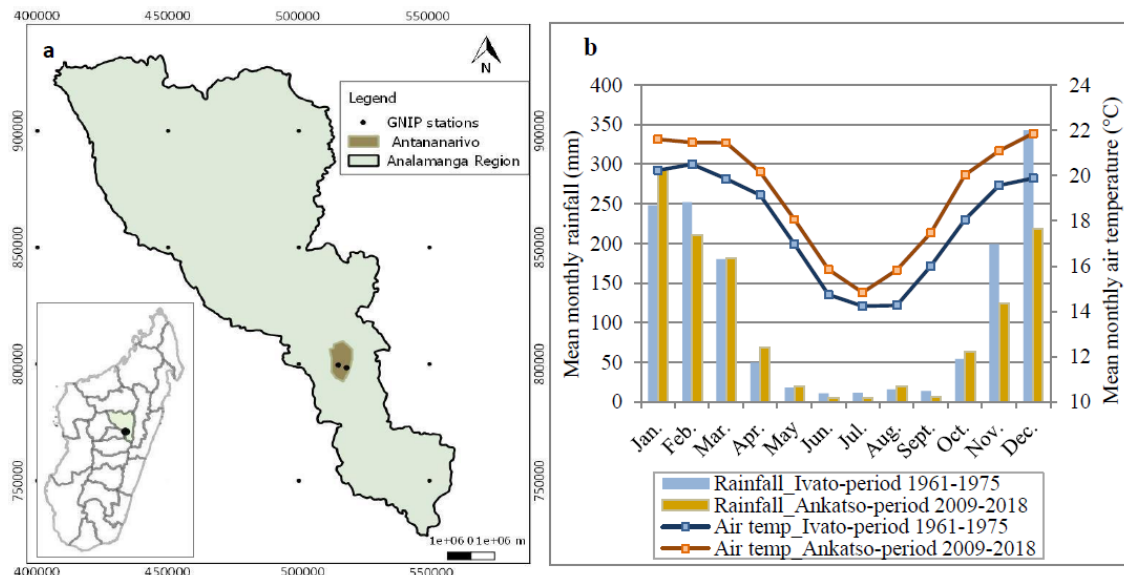 400000 450000 500000 550000
a
N
Legend
GNIP stations
Antananarivo
Analamanga Region
900000 900000
850000 850000
800000 800000
750000 750000
1e+06 01e+06 m
400000 450000 500000 550000
b
Mean monthly rainfall (mm)
400
350
300
250
200
150
100
50
0
24
22
20
18
16
14
12
10
Mean monthly air temperature (°C)
Jan. Feb. Mar. Apr. May Jun. Jul. Aug. Sept. Oct. Nov. Dec.
Rainfall_Ivato-period 1961-1975
Rainfall_Ankatso-period 2009-2018
Air temp_Ivato-period 1961-1975
Air temp_Ankatso-period 2009-2018